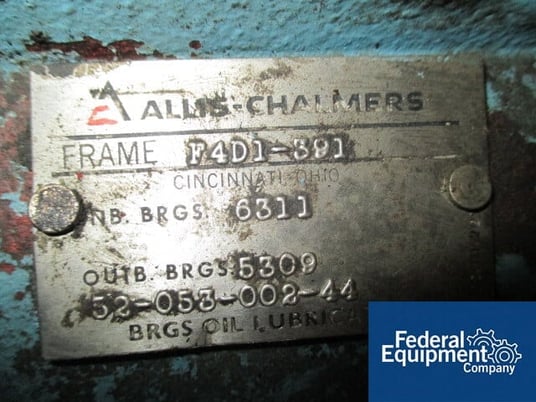 ALLIS-CHALMERS
FRAME F4D1-391
CINCINNATI, OHIO
NB. BRGS. 6311
OUTB. BRGS. 5309
52-053-002-44
BRGS OIL LUBRICA
Federal
Equipment
Company